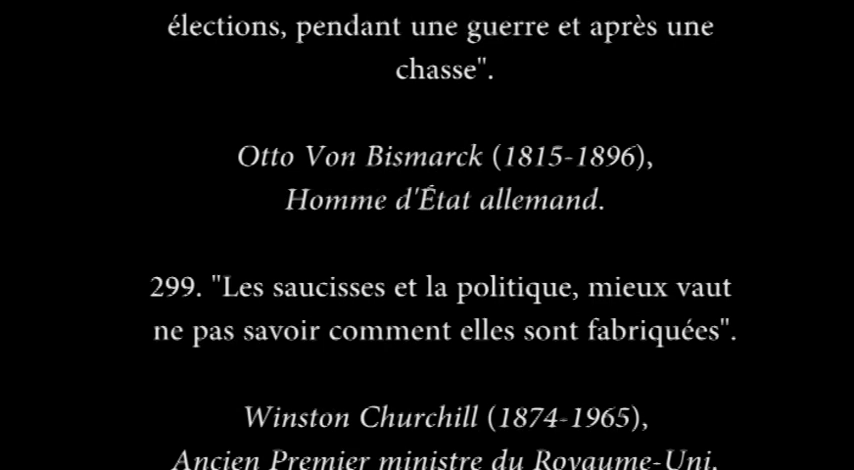 élections, pendant une guerre et après une
chasse".
Otto Von Bismarck (1815-1896),
Homme d'État allemand.
299. "Les saucisses et la politique, mieux vaut
ne pas savoir comment elles sont fabriquées".
Winston Churchill (1874-1965),
Ancien Premier ministre du Royaume-Uni.